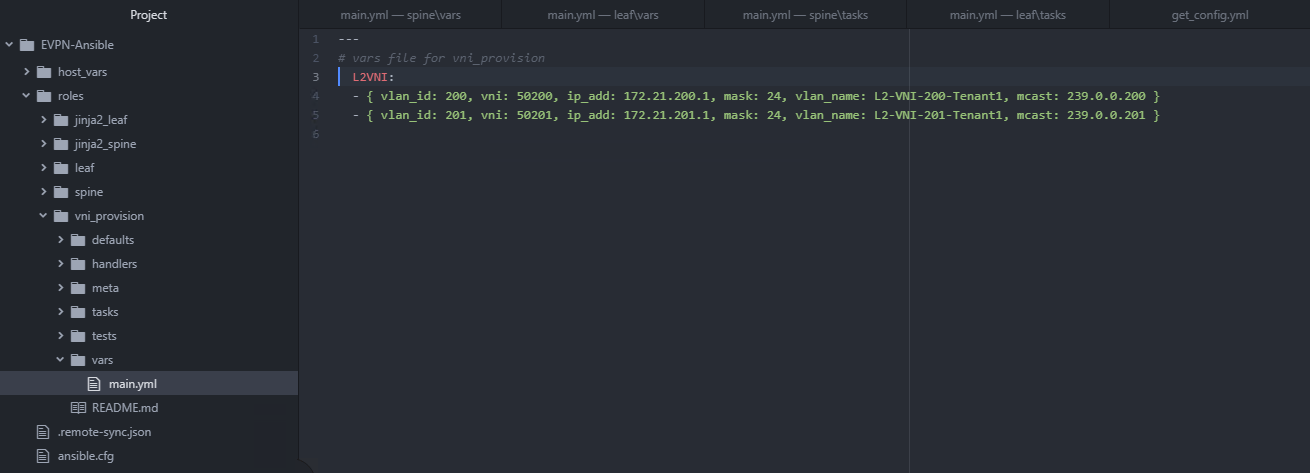 Project
EVPN-Ansible
host_vars
roles
jinja2_leaf
jinja2_spine
leaf
spine
vni_provision
defaults
handlers
meta
tasks
tests
vars
main.yml
README.md
.remote-sync.json
ansible.cfg
main.yml — spine\vars
main.yml — leaf\vars
main.yml — spine\tasks
main.yml — leaf\tasks
get_config.yml
1 ---
2 # vars file for vni_provision
3 L2VNI:
4 - { vlan_id: 200, vni: 50200, ip_add: 172.21.200.1, mask: 24, vlan_name: L2-VNI-200-Tenant1, mcast: 239.0.0.200 }
5 - { vlan_id: 201, vni: 50201, ip_add: 172.21.201.1, mask: 24, vlan_name: L2-VNI-201-Tenant1, mcast: 239.0.0.201 }
6